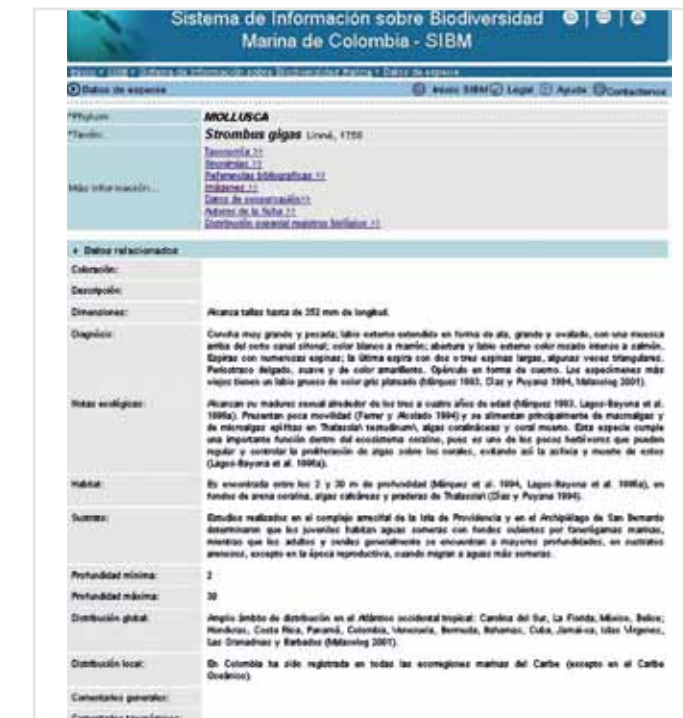 Sistema de Información sobre Biodiversidad
Marina de Colombia - SIBM
Inicio > SIBM > Sistema de Información sobre Biodiversidad Marina > Datos de especie
Datos de especie
Inicio SIBM Legal Ayuda Contáctenos
*Phylum: MOLLUSCA
*Taxón: Strombus gigas Linné, 1758
Más información...
Taxonomía >>
Sinonimias >>
Referencias bibliográficas >>
Imágenes >>
Datos de conservación >>
Autores de la ficha >>
Distribución espacial registros biológicos >>
+ Datos relacionados
Coloración:
Descripción:
Dimensiones: Alcanza tallas hasta de 352 mm de longitud.
Diagnósis: Concha muy grande y pesada; labio externo extendido en forma de ala, grande y ovalado, con una muesca
arriba del corto canal sifonal; color blanco a marrón; abertura y labio externo color rosado intenso a salmón.
Espiras con numerosas espinas; la última espira con dos o tres espinas largas, algunas veces triangulares.
Periostraco delgado, suave y de color amarillento. Opérculo en forma de cuerno. Los especímenes más
viejos tienen un labio grueso de color gris plateado (Márquez 1993, Díaz y Puyana 1994, Malacolog 2001).
Notas ecológicas: Alcanzan su madurez sexual alrededor de los tres a cuatro años de edad (Márquez 1993, Lagos-Bayona et al.
1996a). Presentan poca movilidad (Ferrer y Alcolado 1994) y se alimentan principalmente de macroalgas y
de microalgas epífitas en Thalassia\ testudinum\, algas coralináceas y coral muerto. Esta especie cumple
una importante función dentro del ecosistema coralino, pues es uno de los pocos herbívoros que pueden
regular y controlar la proliferación de algas sobre los corales, evitando así la asfixia y muerte de estos
(Lagos-Bayona et al. 1996a).
Hábitat: Es encontrada entre los 2 y 30 m de profundidad (Márquez et al. 1994, Lagos-Bayona et al. 1996a), en
fondos de arena coralina, algas calcáreas y praderas de Thalassia\ (Díaz y Puyana 1994).
Sustrato: Estudios realizados en el complejo arrecifal de la Isla de Providencia y en el Archipiélago de San Bernardo
determinaron que los juveniles habitan aguas someras con fondos cubiertos por fanerógamas marinas,
mientras que los adultos y seniles generalmente se encuentran a mayores profundidades, en sustratos
arenosos, excepto en la época reproductiva, cuando migran a aguas más someras.
Profundidad mínima: 2
Profundidad máxima: 30
Distribución global: Amplio ámbito de distribución en el Atlántico occidental tropical: Carolina del Sur, La Florida, México, Belice,
Honduras, Costa Rica, Panamá, Colombia, Venezuela, Bermuda, Bahamas, Cuba, Jamaica, Islas Vírgenes,
Las Granadinas y Barbados (Malacolog 2001).
Distribución local: En Colombia ha sido registrada en todas las ecorregiones marinas del Caribe (excepto en el Caribe
Oceánico).
Comentarios generales:
Comentarios taxonómicos: